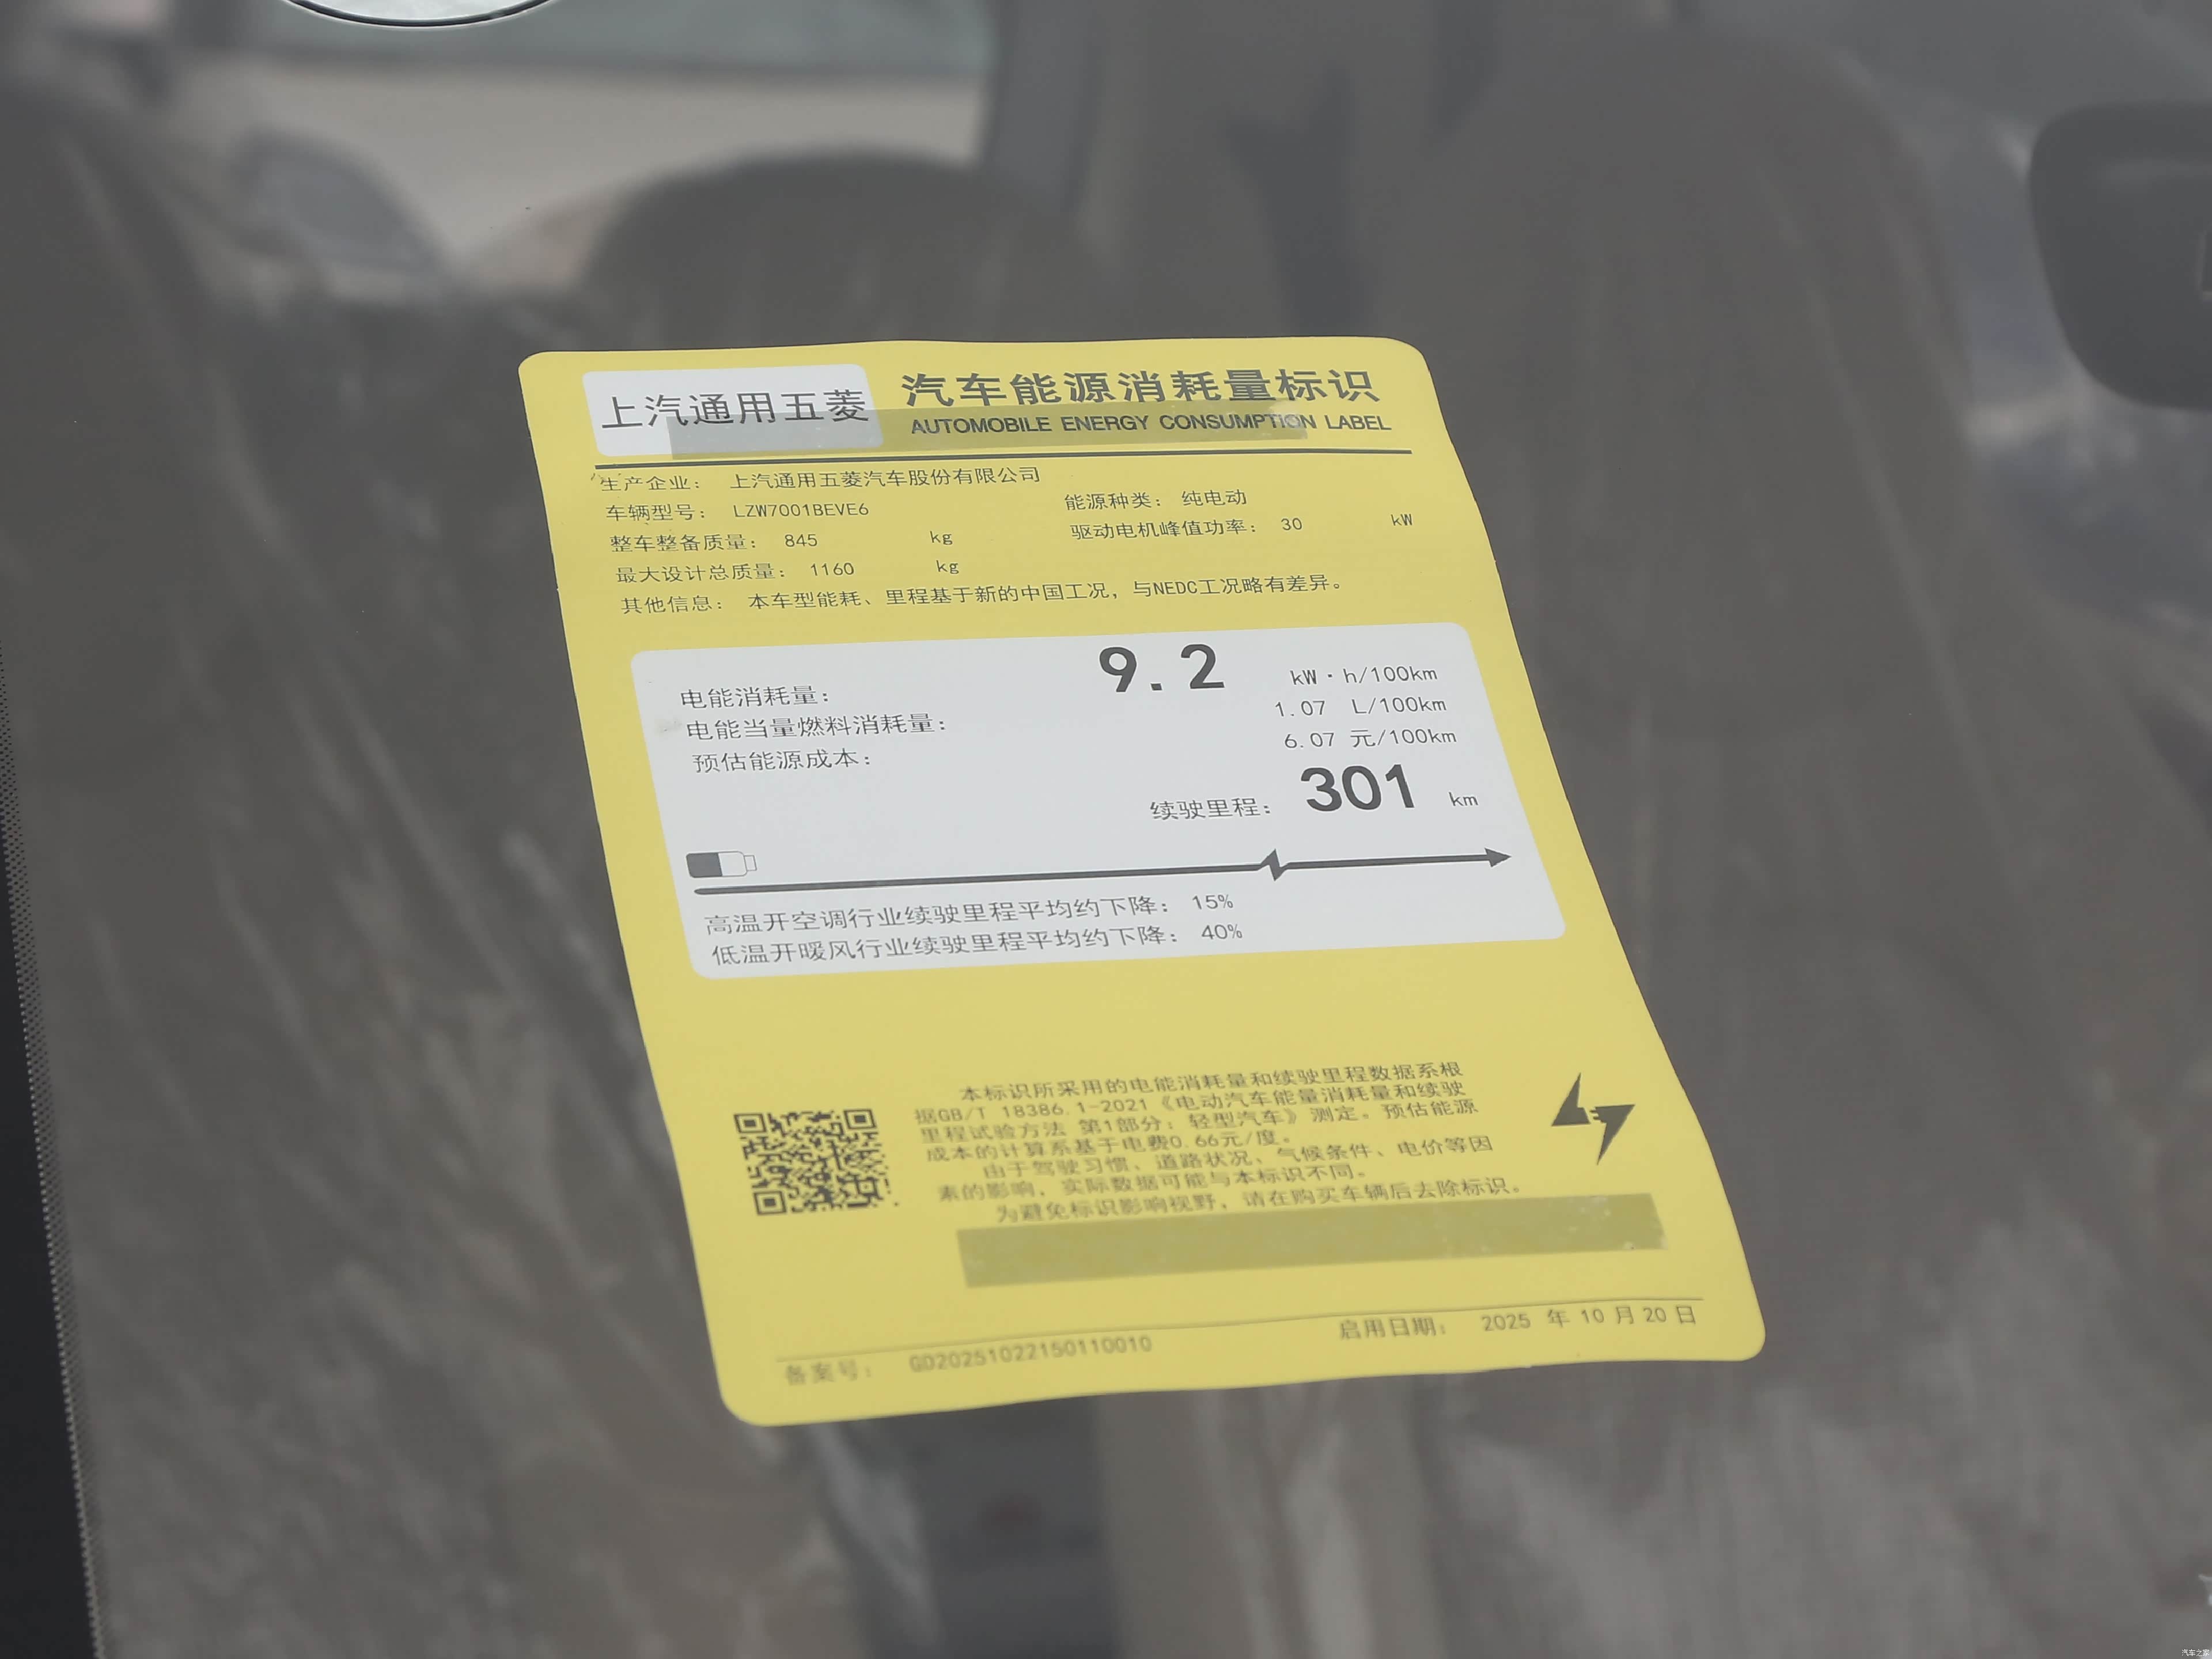 上汽通用五菱
汽车能源消耗量标识
AUTOMOBILE ENERGY CONSUMPTION LABEL
生产企业： 上汽通用五菱汽车股份有限公司
车辆型号： LZW7001BEVE6 能源种类： 纯电动
整车整备质量： 845 kg 驱动电机峰值功率： 30 kW
最大设计总质量： 1160 kg
其他信息： 本车型能耗、里程基于新的中国工况，与NEDC工况略有差异。
电能消耗量： 9.2 kW·h/100km
电能当量燃料消耗量： 1.07 L/100km
预估能源成本： 6.07 元/100km
续驶里程： 301 km
高温开空调行业续驶里程平均约下降： 15%
低温开暖风行业续驶里程平均约下降： 40%
本标识所采用的电能消耗量和续驶里程数据系根
据GB/T 18386.1-2021《电动汽车能量消耗量和续驶
里程试验方法 第1部分：轻型汽车》测定。预估能源
成本的计算系基于电费0.66元/度。
由于驾驶习惯、道路状况、气候条件、电价等因
素的影响，实际数据可能与本标识不同。
为避免标识影响视野，请在购买车辆后去除标识。
备案号： GD20251022150110010 启用日期： 2025 年 10 月 20 日
汽车之家